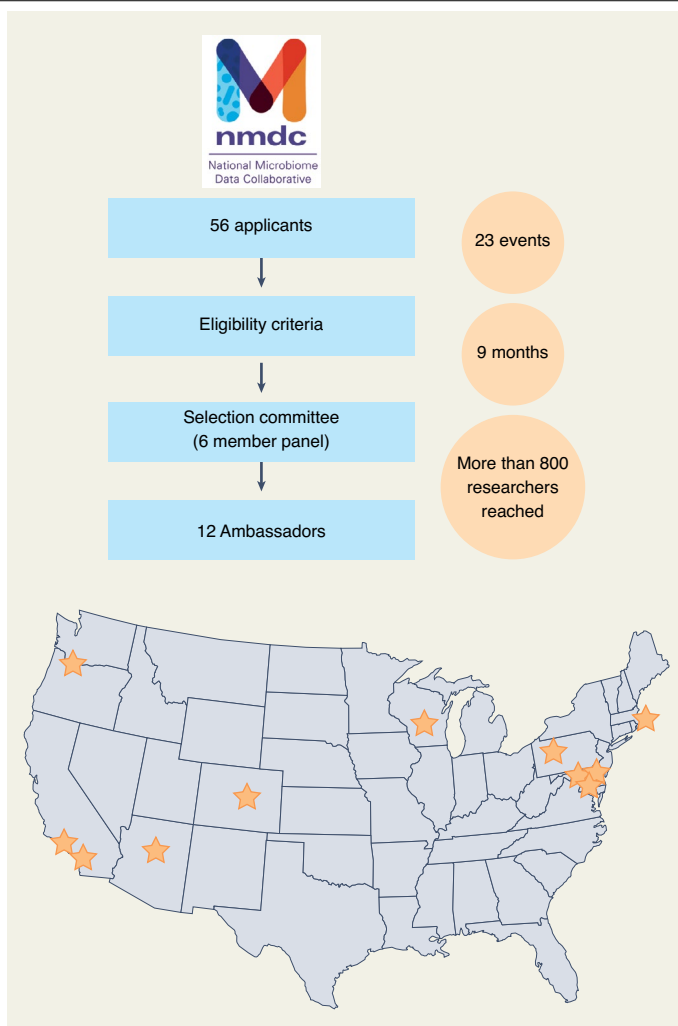 nmdc
National Microbiome
Data Collaborative
56 applicants
Eligibility criteria
Selection committee
(6 member panel)
12 Ambassadors
23 events
9 months
More than 800
researchers
reached